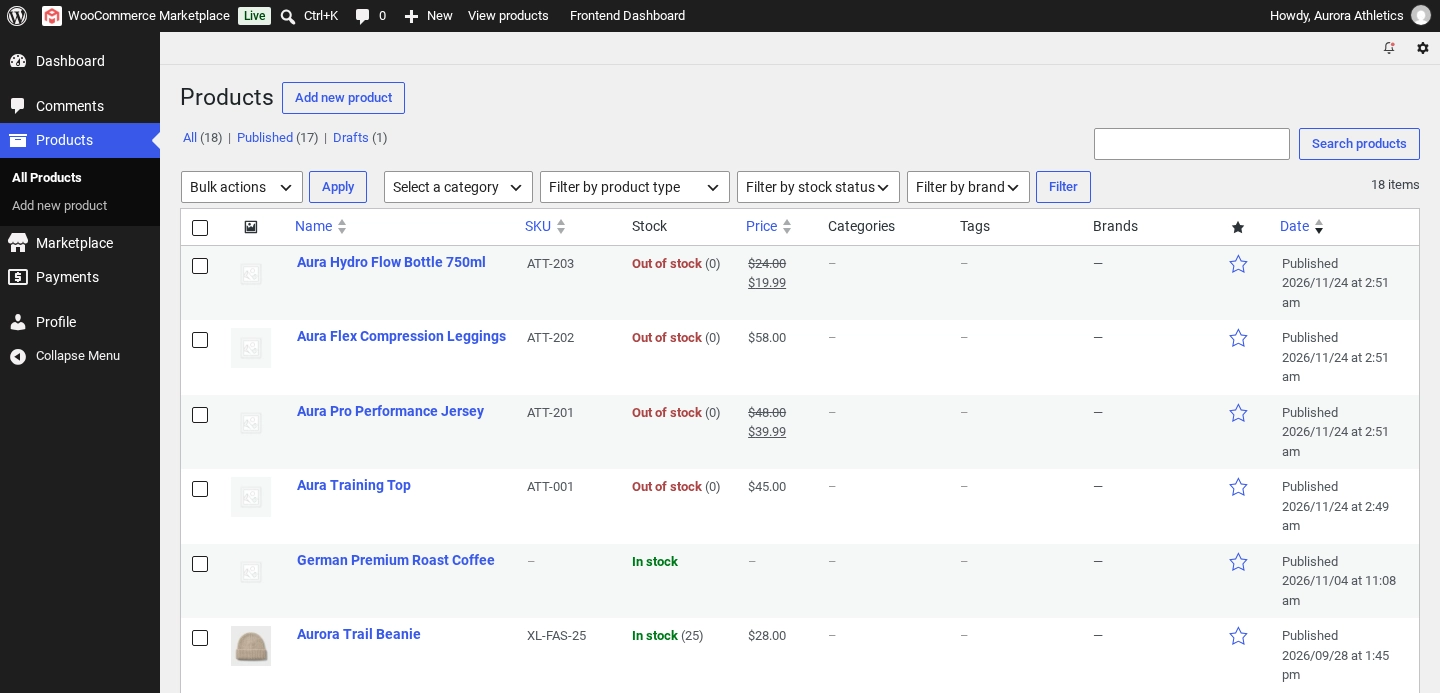 WooCommerce Marketplace Live Ctrl+K 0 New View products Frontend Dashboard Howdy, Aurora Athletics
Dashboard
Comments
Products
All Products
Add new product
Marketplace
Payments
Profile
Collapse Menu
Products Add new product
All (18) | Published (17) | Drafts (1)
Search products
Bulk actions Apply Select a category Filter by product type Filter by stock status Filter by brand Filter 18 items
Name SKU Stock Price Categories Tags Brands Date
Aura Hydro Flow Bottle 750ml ATT-203 Out of stock (0) $24.00 – – — Published
$19.99 2026/11/24 at 2:51
am
Aura Flex Compression Leggings ATT-202 Out of stock (0) $58.00 – – — Published
2026/11/24 at 2:51
am
Aura Pro Performance Jersey ATT-201 Out of stock (0) $48.00 – – — Published
$39.99 2026/11/24 at 2:51
am
Aura Training Top ATT-001 Out of stock (0) $45.00 – – — Published
2026/11/24 at 2:49
am
German Premium Roast Coffee – In stock – – – — Published
2026/11/04 at 11:08
am
Aurora Trail Beanie XL-FAS-25 In stock (25) $28.00 – – — Published
2026/09/28 at 1:45
pm